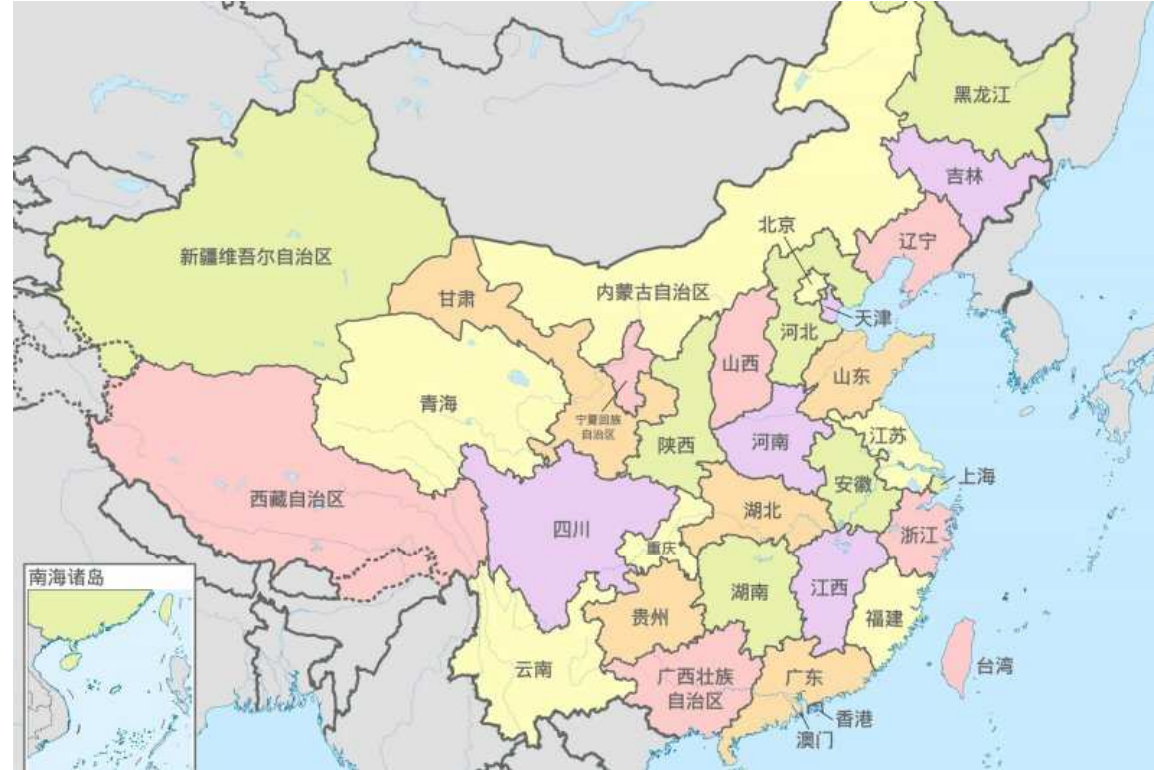 黑龙江
吉林
北京
辽宁
新疆维吾尔自治区
甘肃
内蒙古自治区
天津
河北
山西
山东
青海
宁夏回族
自治区
陕西
河南
江苏
上海
安徽
西藏自治区
四川
湖北
浙江
重庆
南海诸岛
湖南
江西
贵州
福建
云南
广西壮族
自治区
广东
台湾
香港
澳门